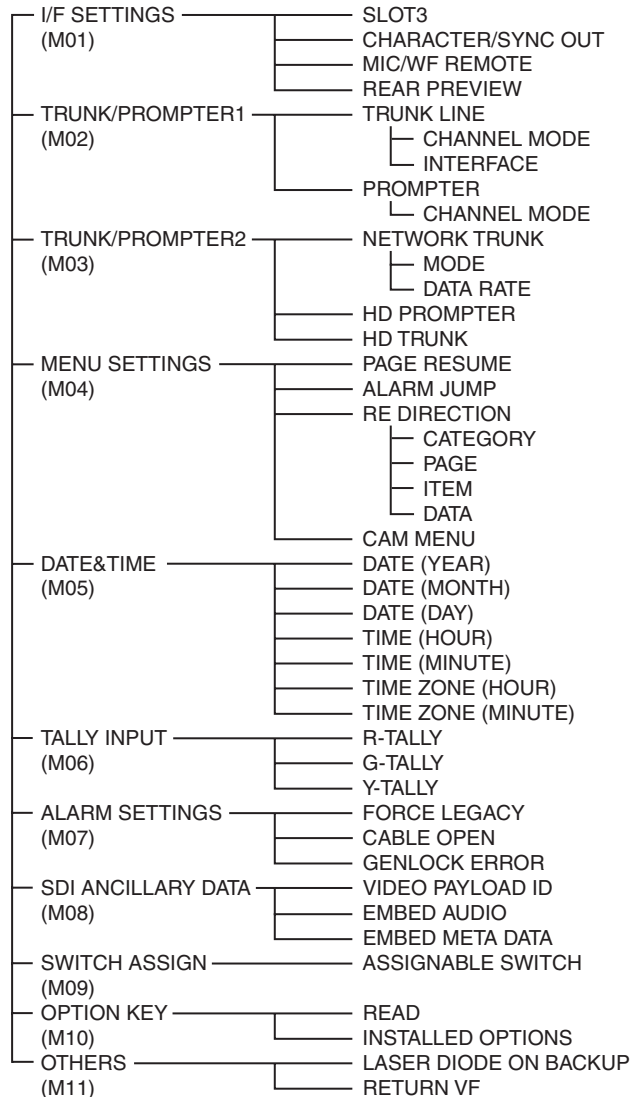 I/F SETTINGS SLOT3
(M01) CHARACTER/SYNC OUT
MIC/WF REMOTE
REAR PREVIEW
TRUNK/PROMPTER1 TRUNK LINE
(M02) CHANNEL MODE
INTERFACE
PROMPTER
CHANNEL MODE
TRUNK/PROMPTER2 NETWORK TRUNK
(M03) MODE
DATA RATE
HD PROMPTER
HD TRUNK
MENU SETTINGS PAGE RESUME
(M04) ALARM JUMP
RE DIRECTION
CATEGORY
PAGE
ITEM
DATA
CAM MENU
DATE&TIME DATE (YEAR)
(M05) DATE (MONTH)
DATE (DAY)
TIME (HOUR)
TIME (MINUTE)
TIME ZONE (HOUR)
TIME ZONE (MINUTE)
TALLY INPUT R-TALLY
(M06) G-TALLY
Y-TALLY
ALARM SETTINGS FORCE LEGACY
(M07) CABLE OPEN
GENLOCK ERROR
SDI ANCILLARY DATA VIDEO PAYLOAD ID
(M08) EMBED AUDIO
EMBED META DATA
SWITCH ASSIGN ASSIGNABLE SWITCH
(M09)
OPTION KEY READ
(M10) INSTALLED OPTIONS
OTHERS LASER DIODE ON BACKUP
(M11) RETURN VF